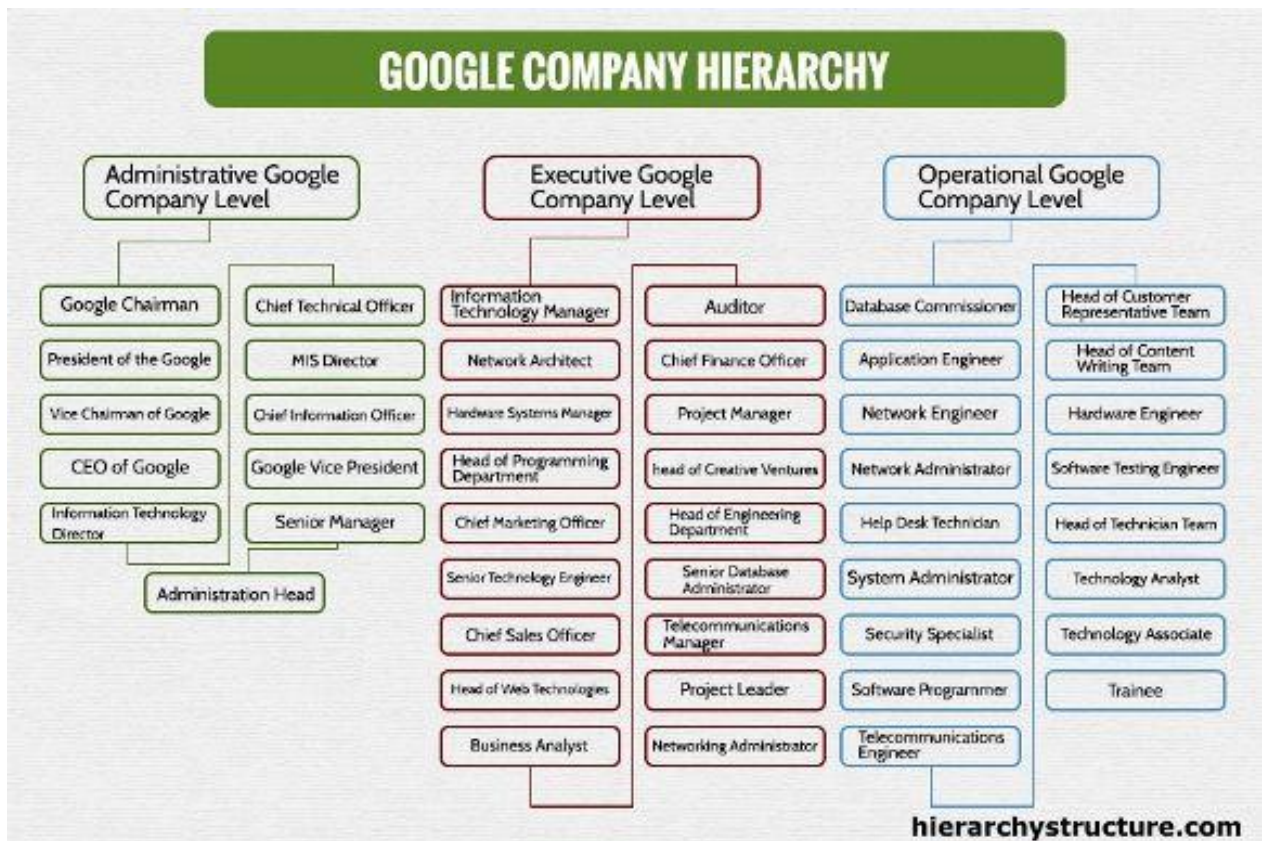 GOOGLE COMPANY HIERARCHY
Administrative Google
Company Level
Google Chairman
President of the Google
Vice Chairman of Google
CEO of Google
Information Technology
Director
Chief Technical Officer
MIS Director
Chief Information Officer
Google Vice President
Senior Manager
Administration Head
Executive Google
Company Level
Information
Technology Manager
Network Architect
Hardware Systems Manager
Head of Programming
Department
Chief Marketing Officer
Senior Technology Engineer
Chief Sales Officer
Head of Web Technologies
Business Analyst
Auditor
Chief Finance Officer
Project Manager
head of Creative Ventures
Head of Engineering
Department
Senior Database
Administrator
Telecommunications
Manager
Project Leader
Networking Administrator
Operational Google
Company Level
Database Commissioner
Application Engineer
Network Engineer
Network Administrator
Help Desk Technician
System Administrator
Security Specialist
Software Programmer
Telecommunications
Engineer
Head of Customer
Representative Team
Head of Content
Writing Team
Hardware Engineer
Software Testing Engineer
Head of Technician Team
Technology Analyst
Technology Associate
Trainee
hierarchystructure.com